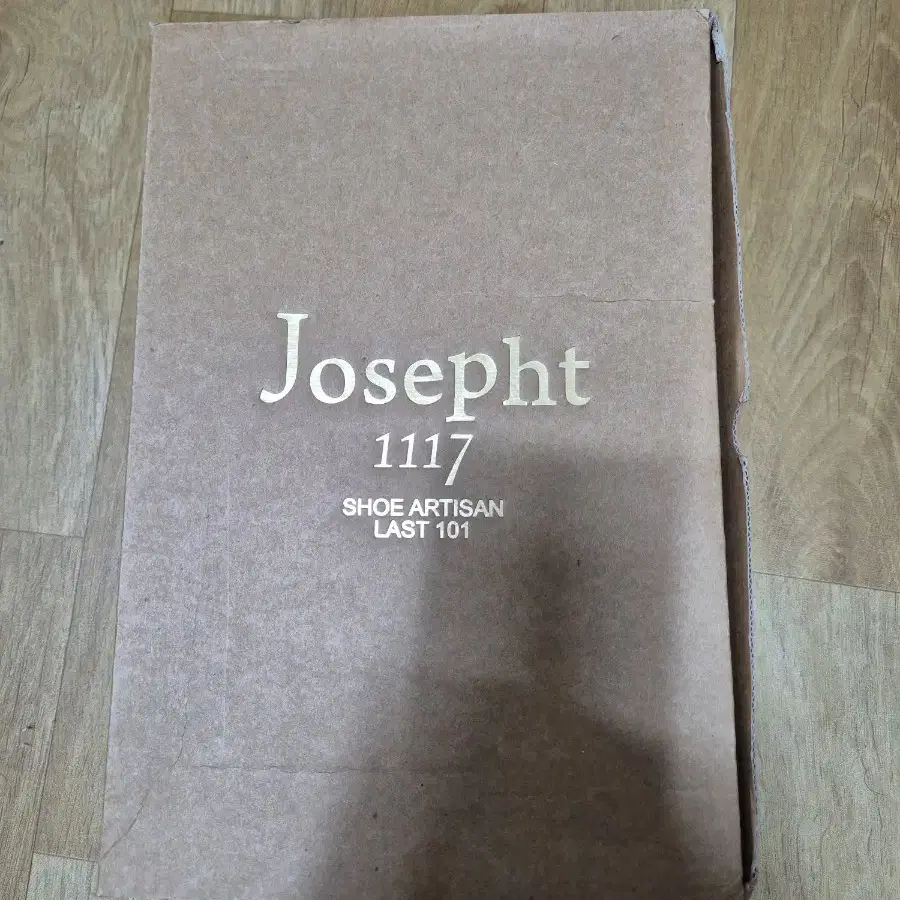 Josepht
1117
SHOE ARTISAN
LAST 101